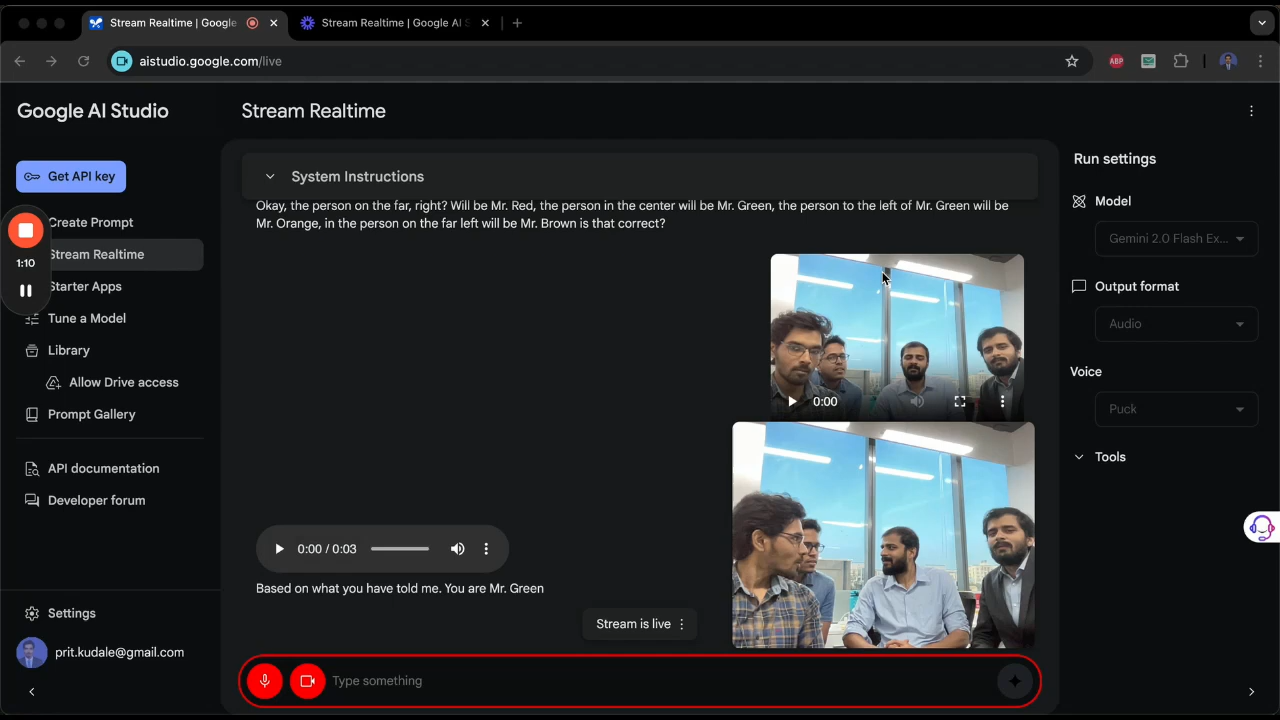 Stream Realtime | Google
Stream Realtime | Google AI S
aistudio.google.com/live
ABP
Google AI Studio
Stream Realtime
Get API key
1:10
Create Prompt
Stream Realtime
Starter Apps
Tune a Model
Library
Allow Drive access
Prompt Gallery
API documentation
Developer forum
Settings
prit.kudale@gmail.com
System Instructions
Okay, the person on the far, right? Will be Mr. Red, the person in the center will be Mr. Green, the person to the left of Mr. Green will be
Mr. Orange, in the person on the far left will be Mr. Brown is that correct?
0:00
0:00 / 0:03
Based on what you have told me. You are Mr. Green
Stream is live
Type something
Run settings
Model
Gemini 2.0 Flash Ex...
Output format
Audio
Voice
Puck
Tools